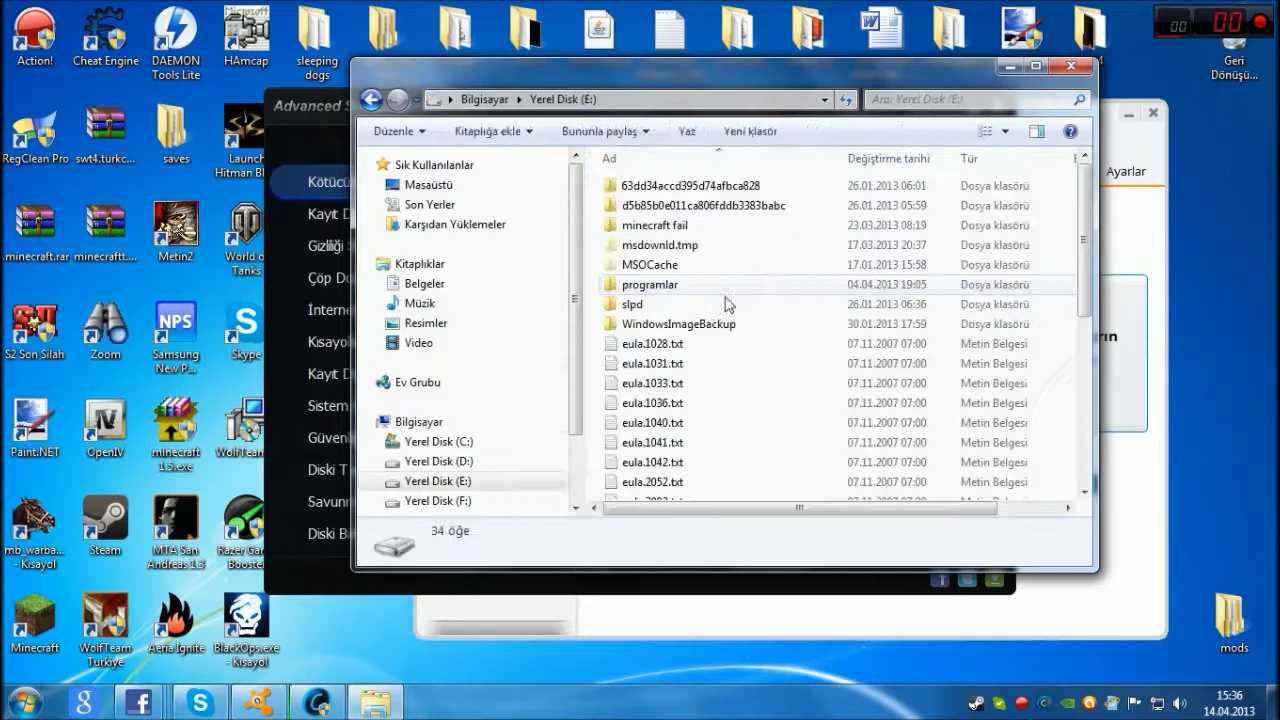 Action!
Cheat Engine
DAEMON Tools Lite
Microsoft
HAmcap
sleeping dogs
00
00
Geri Dönüşü...
RegClean Pro
swt4.turkc...
saves
Launch Hitman Bl
.minecraft.rar
minecraftt....
Metin2
World of Tanks
S2 Son Silah
Zoom
NPS
Samsung New P...
Skype
Paint.NET
OpenIV
minecraft 1.5.exe
WolfTeam
mb_warba... - Kısayol
Steam
MTA San Andreas 1.3
Razer Ga Booster
Minecraft
WolfTeam Turkiye
Aeria Ignite
BlackOps.exe - Kısayol
mods
Advanced S
Kötücü
Kayıt D
Gizliği
Çöp Do
İnterne
Kısayol
Kayıt D
Sistem
Güven
Diski T
Savunn
Diski Bi
Ayarlar
rın
Bilgisayar
Yerel Disk (E:)
Ara: Yerel Disk (E:)
Düzenle
Kitaplığa ekle
Bununla paylaş
Yaz
Yeni klasör
Sık Kullanılanlar
Masaüstü
Son Yerler
Karşıdan Yüklemeler
Kitaplıklar
Belgeler
Müzik
Resimler
Video
Ev Grubu
Bilgisayar
Yerel Disk (C:)
Yerel Disk (D:)
Yerel Disk (E:)
Yerel Disk (F:)
Ad Değiştirme tarihi Tür
63dd34accd395d74afbca828 26.01.2013 06:01 Dosya klasörü
d5b85b0e011ca806fddb3383babc 26.01.2013 05:59 Dosya klasörü
minecraft fail 23.03.2013 08:19 Dosya klasörü
msdownld.tmp 17.03.2013 20:37 Dosya klasörü
MSOCache 17.01.2013 15:58 Dosya klasörü
programlar 04.04.2013 19:05 Dosya klasörü
slpd 26.01.2013 06:36 Dosya klasörü
WindowsImageBackup 30.01.2013 17:59 Dosya klasörü
eula.1028.txt 07.11.2007 07:00 Metin Belgesi
eula.1031.txt 07.11.2007 07:00 Metin Belgesi
eula.1033.txt 07.11.2007 07:00 Metin Belgesi
eula.1036.txt 07.11.2007 07:00 Metin Belgesi
eula.1040.txt 07.11.2007 07:00 Metin Belgesi
eula.1041.txt 07.11.2007 07:00 Metin Belgesi
eula.1042.txt 07.11.2007 07:00 Metin Belgesi
eula.2052.txt 07.11.2007 07:00 Metin Belgesi
34 öğe
15:36
14.04.2013